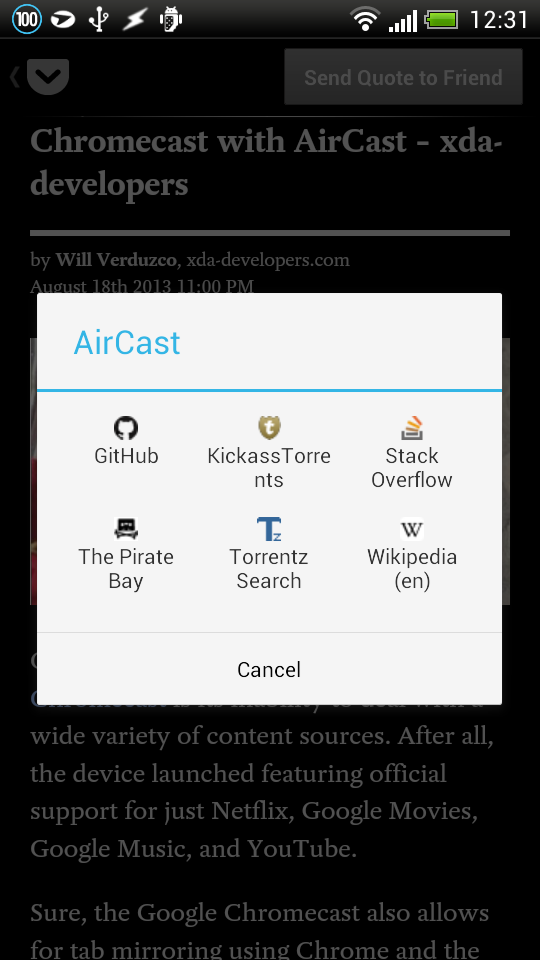 100 12:31
Send Quote to Friend
Chromecast with AirCast - xda-
developers
by Will Verduzco, xda-developers.com
August 18th 2013 11:00 PM
AirCast
GitHub
KickassTorre
nts
Stack
Overflow
The Pirate
Bay
Torrentz
Search
Wikipedia
(en)
Cancel
wide variety of content sources. After all,
the device launched featuring official
support for just Netflix, Google Movies,
Google Music, and YouTube.
Sure, the Google Chromecast also allows
for tab mirroring using Chrome and the